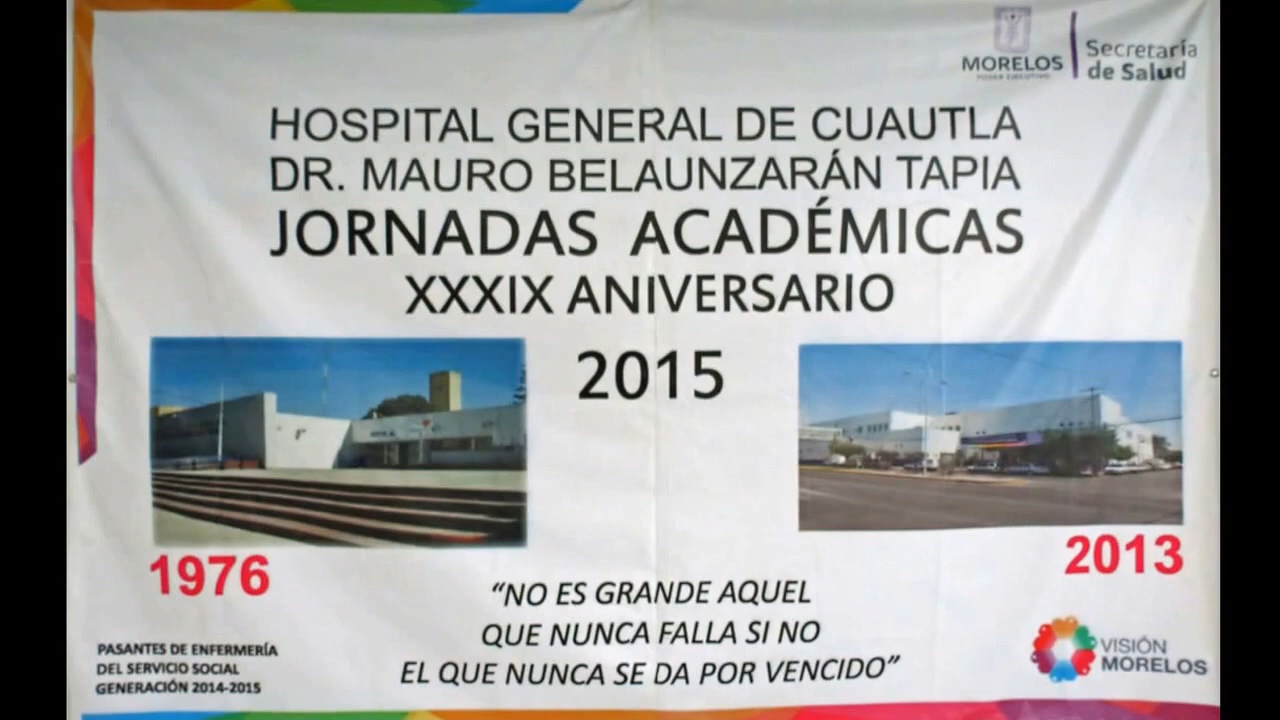 MORELOS
PODER EJECUTIVO
Secretaría
de Salud
HOSPITAL GENERAL DE CUAUTLA
DR. MAURO BELAUNZARÁN TAPIA
JORNADAS ACADÉMICAS
XXXIX ANIVERSARIO
2015
1976
2013
“NO ES GRANDE AQUEL
QUE NUNCA FALLA SI NO
EL QUE NUNCA SE DA POR VENCIDO”
PASANTES DE ENFERMERÍA
DEL SERVICIO SOCIAL
GENERACIÓN 2014-2015
VISIÓN
MORELOS